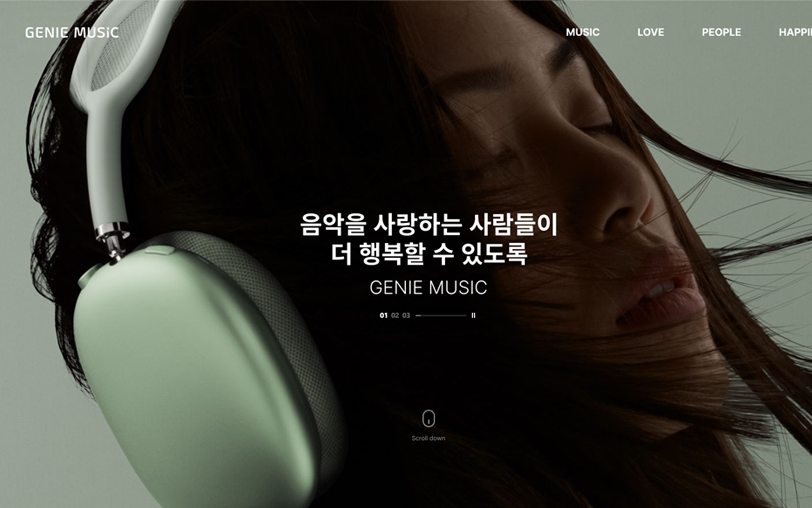 GENIE MUSiC
MUSIC LOVE PEOPLE
음악을 사랑하는 사람들이
더 행복할 수 있도록
GENIE MUSIC
01 02 03
Scroll down